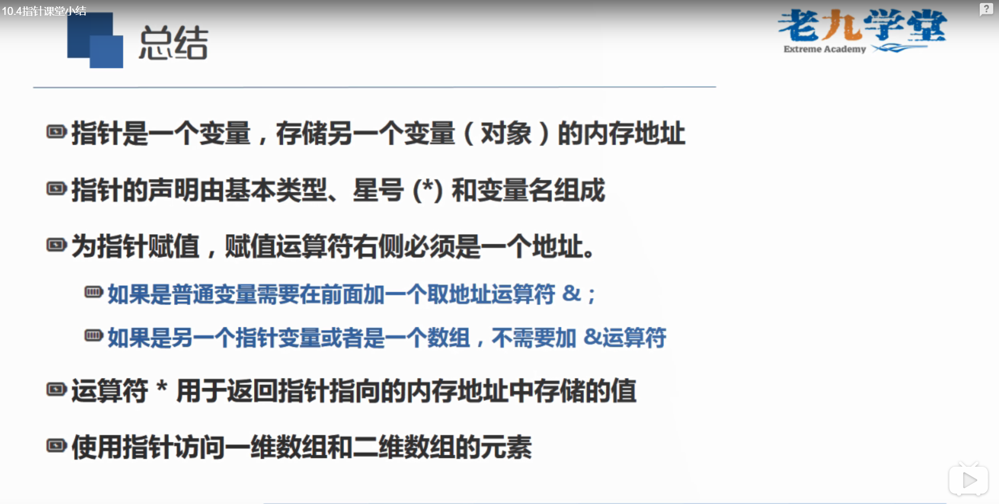 10.4指针课堂小结
?
总结
老九学堂
Extreme Academy
指针是一个变量，存储另一个变量（对象）的内存地址
指针的声明由基本类型、星号 (*) 和变量名组成
为指针赋值，赋值运算符右侧必须是一个地址。
如果是普通变量需要在前面加一个取地址运算符 &；
如果是另一个指针变量或者是一个数组，不需要加 &运算符
运算符 * 用于返回指针指向的内存地址中存储的值
使用指针访问一维数组和二维数组的元素